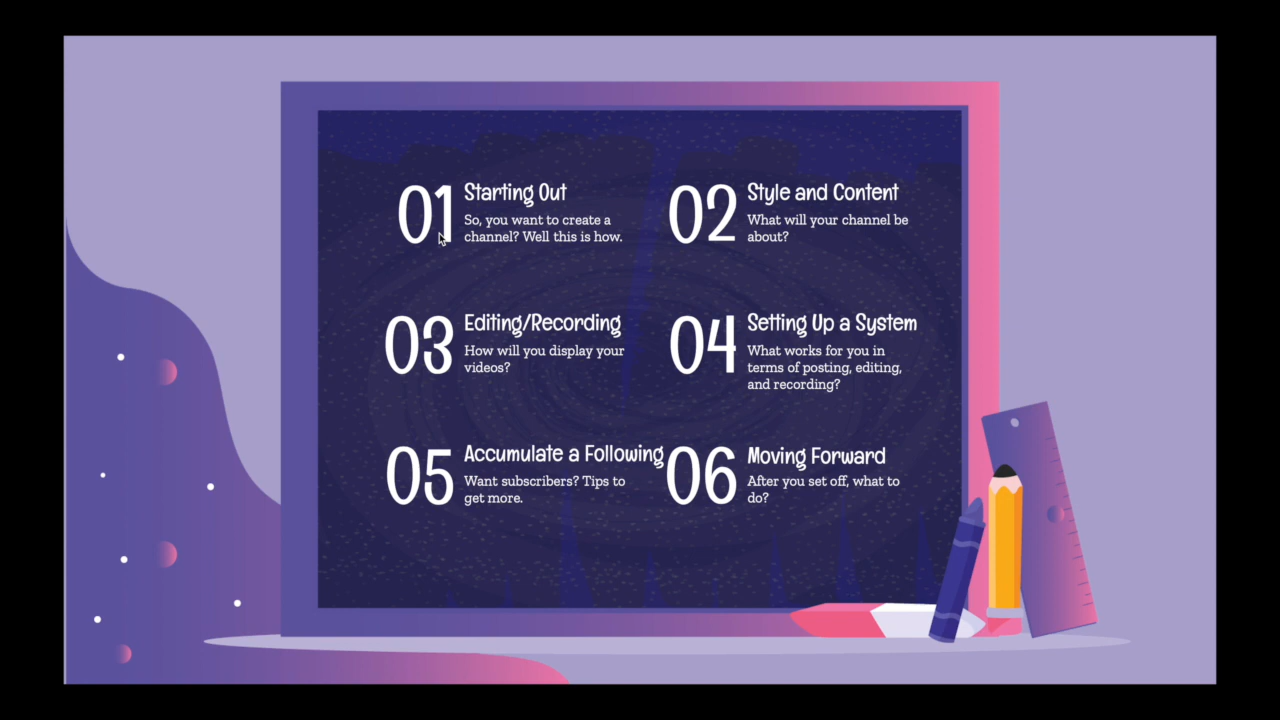 01
Starting Out
So, you want to create a
channel? Well this is how.
02
Style and Content
What will your channel be
about?
03
Editing/Recording
How will you display your
videos?
04
Setting Up a System
What works for you in
terms of posting, editing,
and recording?
05
Accumulate a Following
Want subscribers? Tips to
get more.
06
Moving Forward
After you set off, what to
do?